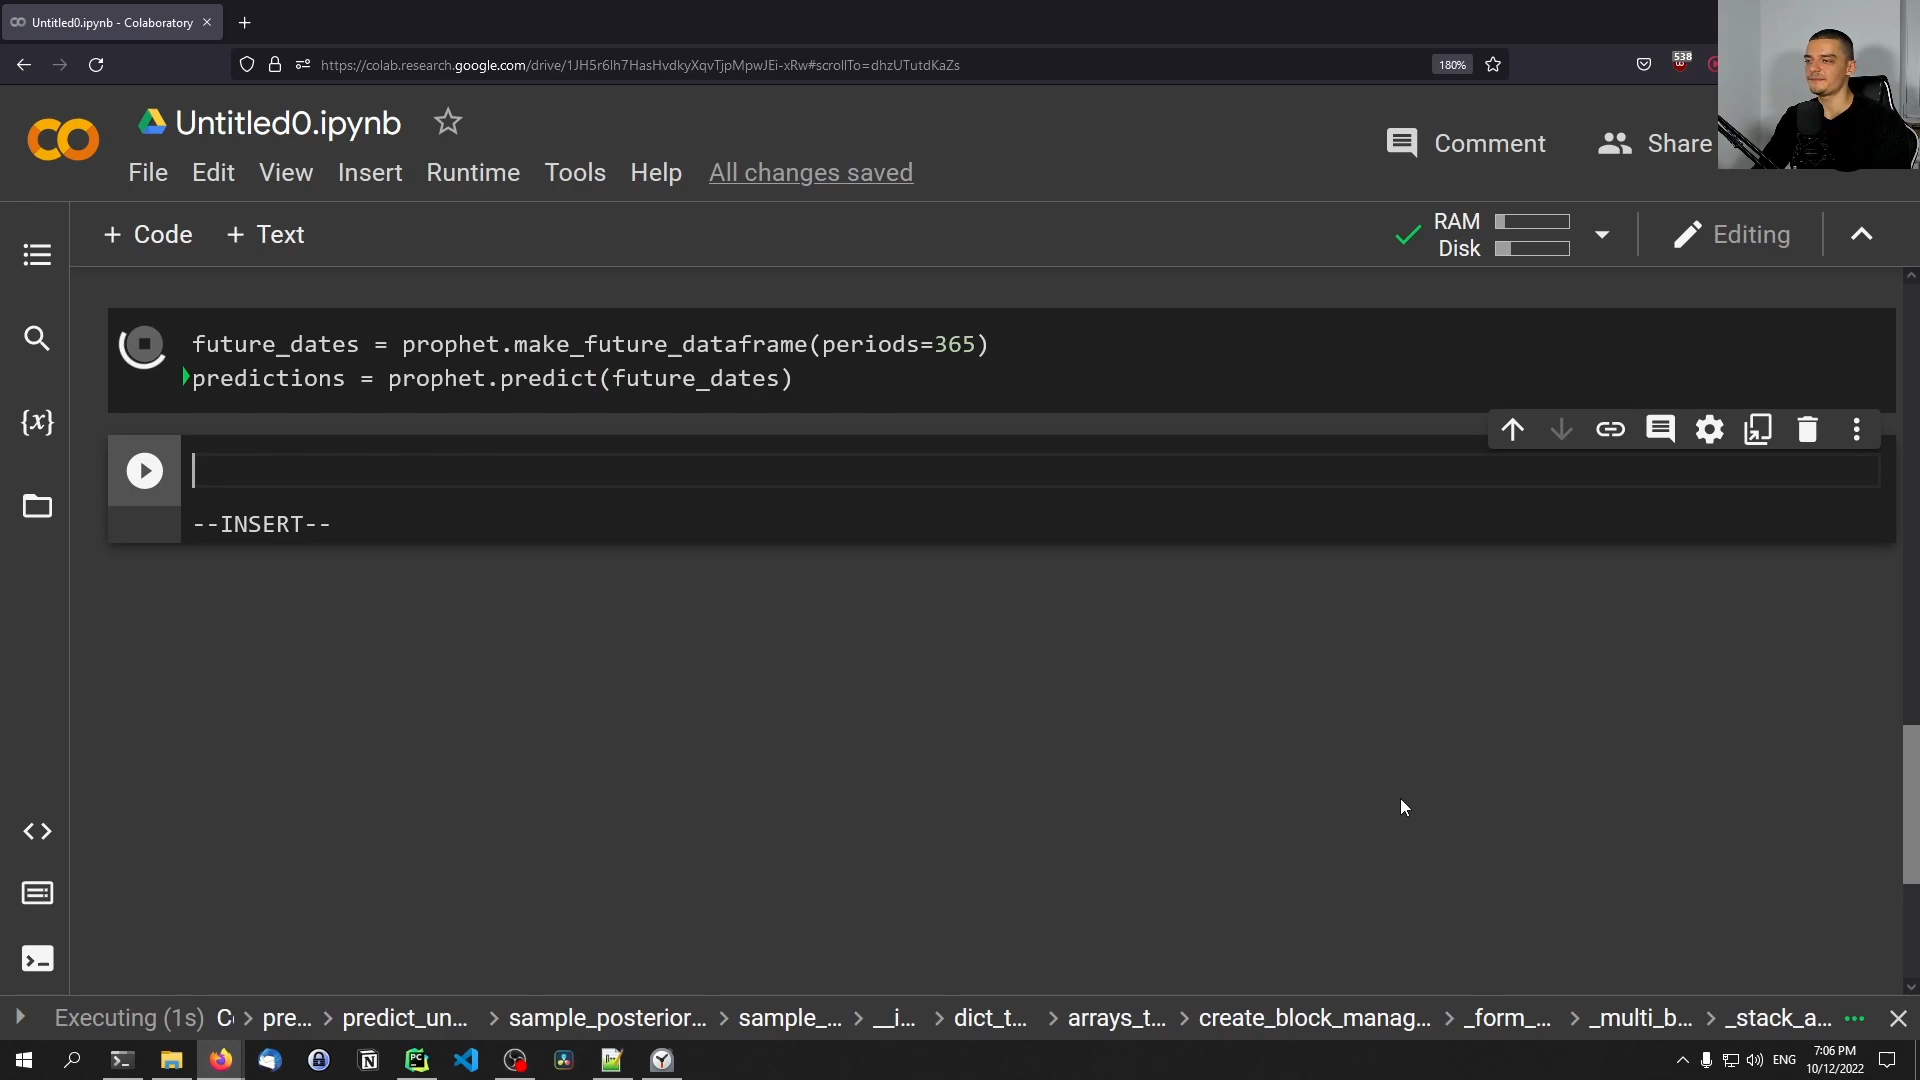 Untitled0.ipynb - Colaboratory
https://colab.research.google.com/drive/1JH5r6lh7HasHvdkyXqvTjpMpwJEi-xRw#scrollTo=dhzUTutdKaZs
180%
538
Untitled0.ipynb
Comment
Share
File Edit View Insert Runtime Tools Help All changes saved
+ Code + Text
RAM
Disk
Editing
future_dates = prophet.make_future_dataframe(periods=365)
predictions = prophet.predict(future_dates)
{x}
--INSERT--
Executing (1s) C > pre... > predict_un... > sample_posterior... > sample_... > __i... > dict_t... > arrays_t... > create_block_manag... > _form_... > _multi_b... > _stack_a... ...
ENG
7:06 PM
10/12/2022